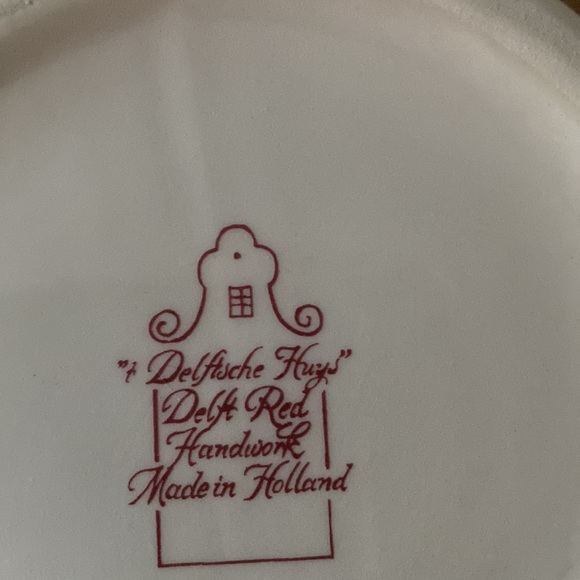 "t Delftsche Huys"
Delft Red
Handwork
Made in Holland